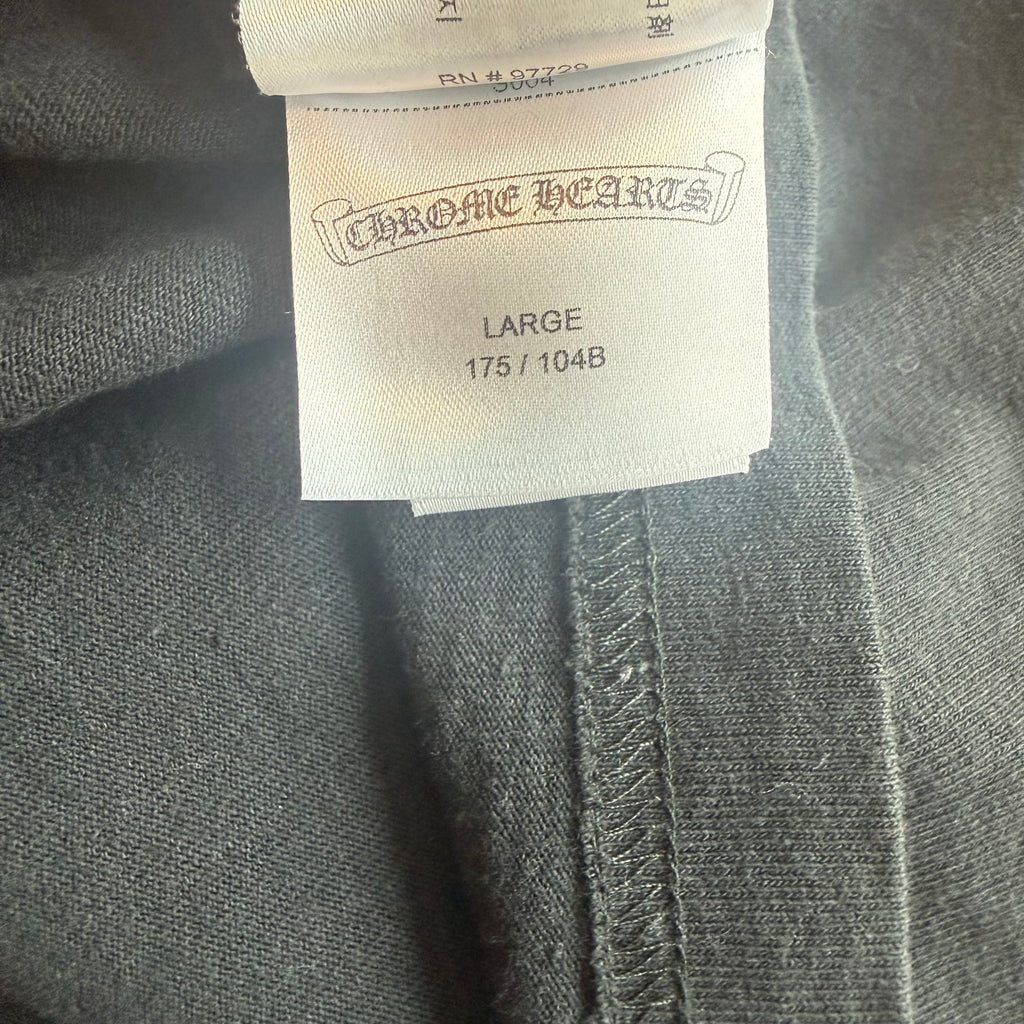 RN # 97729
CHROME HEARTS
LARGE
175 / 104B